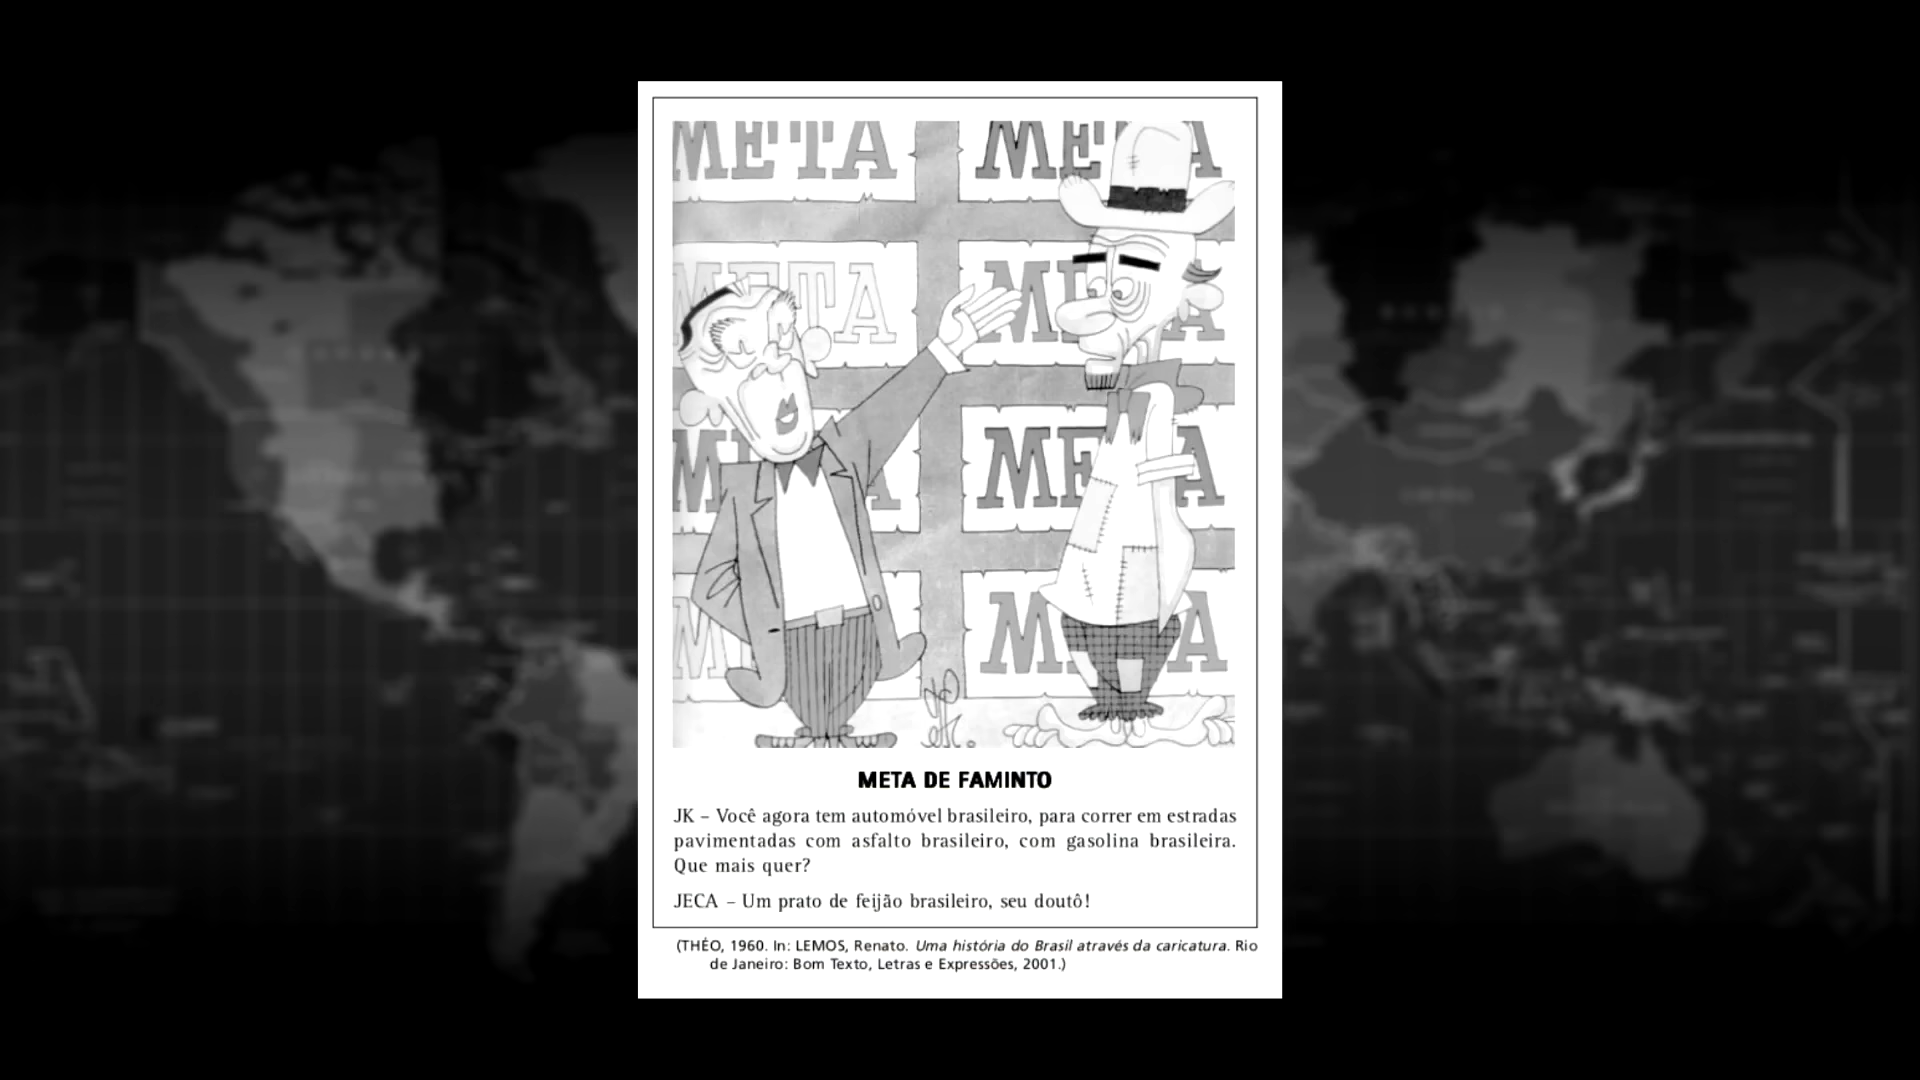 META META
META META
META META
META META
META DE FAMINTO
JK – Você agora tem automóvel brasileiro, para correr em estradas
pavimentadas com asfalto brasileiro, com gasolina brasileira.
Que mais quer?
JECA – Um prato de feijão brasileiro, seu doutô!
(THÉO, 1960. In: LEMOS, Renato. Uma história do Brasil através da caricatura. Rio
de Janeiro: Bom Texto, Letras e Expressões, 2001.)